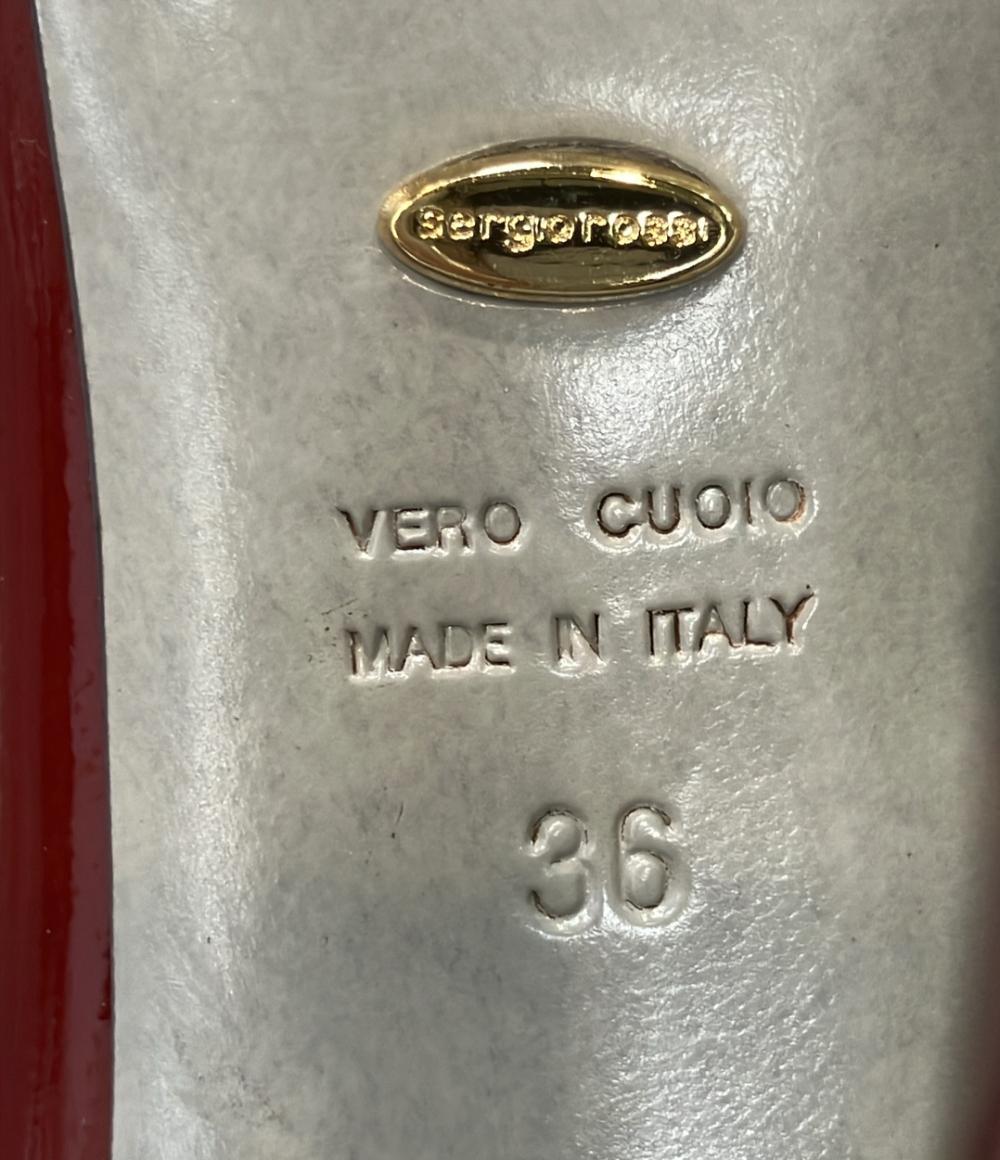 sergiorossi
VERO CUOIO
MADE IN ITALY
36